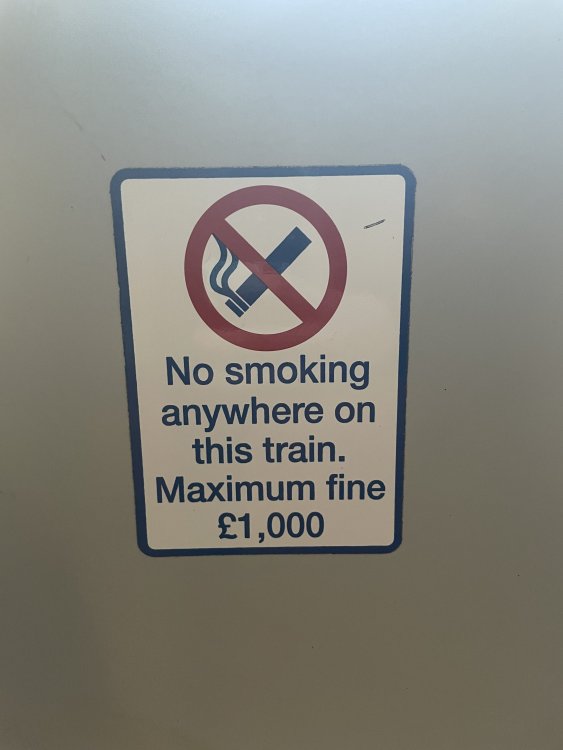 No smoking
anywhere on
this train.
Maximum fine
£1,000